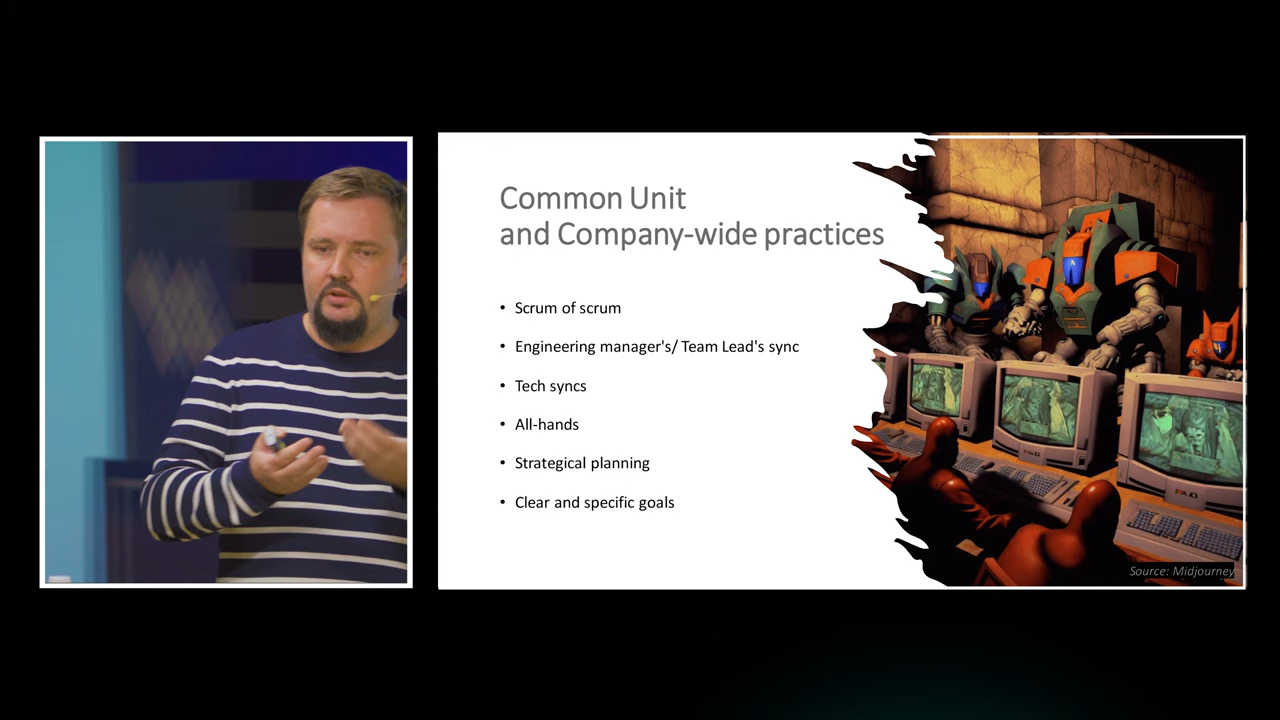 Common Unit
and Company-wide practices
• Scrum of scrum
• Engineering manager's/ Team Lead's sync
• Tech syncs
• All-hands
• Strategical planning
• Clear and specific goals
Source: Midjourney